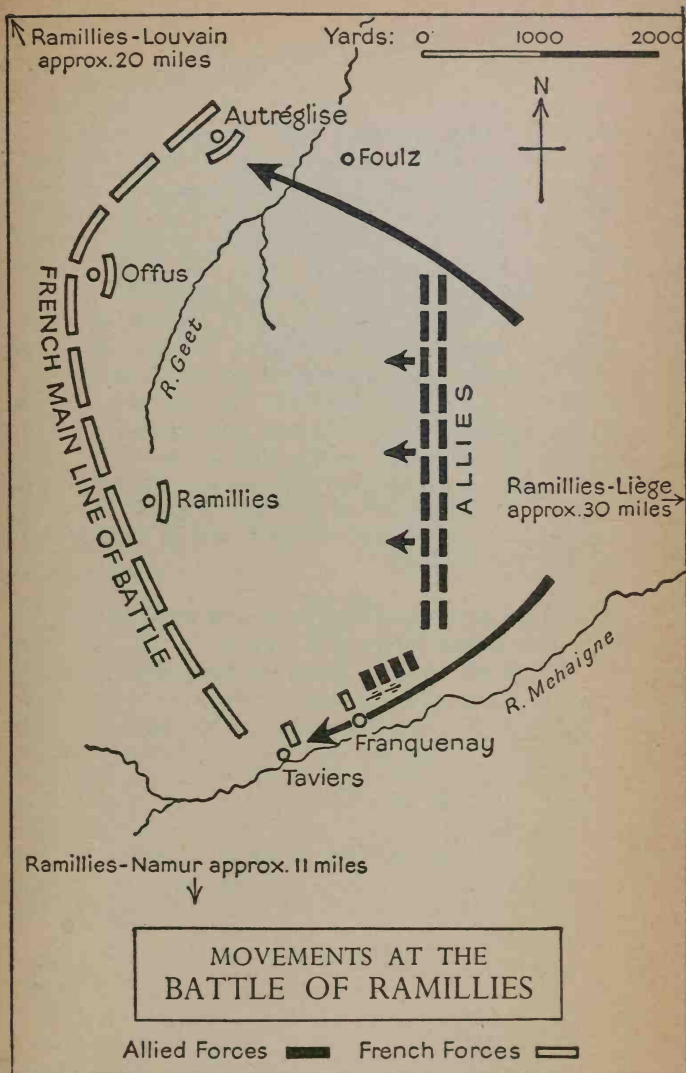 Ramillies-Louvain
approx. 20 miles
Yards: 0 1000 2000
N
Autréglise
Foulz
Offus
R. Geet
FRENCH MAIN LINE OF BATTLE
ALLIES
Ramillies
Ramillies-Liège
approx. 30 miles
R. Mchaigne
Franquenay
Taviers
Ramillies-Namur approx. 11 miles
MOVEMENTS AT THE
BATTLE OF RAMILLIES
Allied Forces French Forces